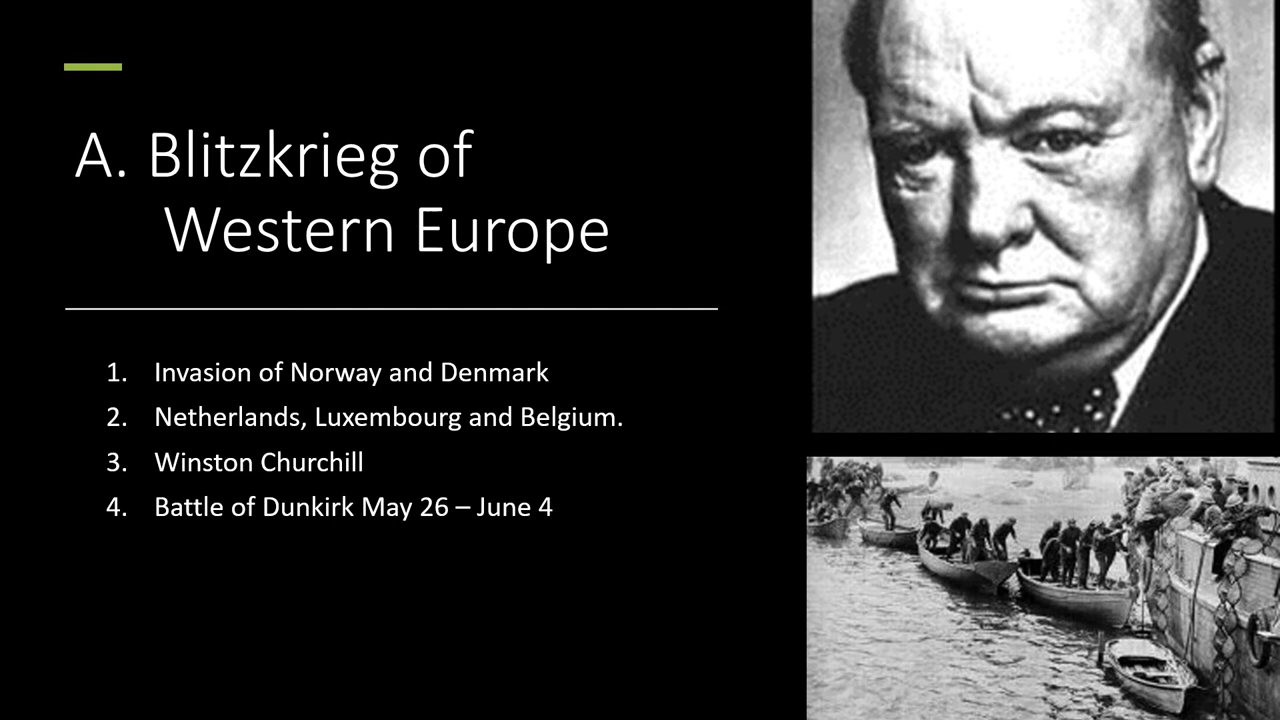 A. Blitzkrieg of
Western Europe
1. Invasion of Norway and Denmark
2. Netherlands, Luxembourg and Belgium.
3. Winston Churchill
4. Battle of Dunkirk May 26 – June 4